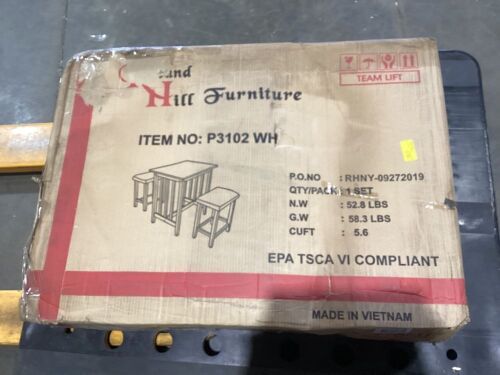 und
Hill Furniture
TEAM LIFT
ITEM NO: P3102 WH
P.O.NO : RHNY-09272019
QTY/PACK: 1 SET
N.W : 52.8 LBS
G.W : 58.3 LBS
CUFT : 5.6
EPA TSCA VI COMPLIANT
MADE IN VIETNAM